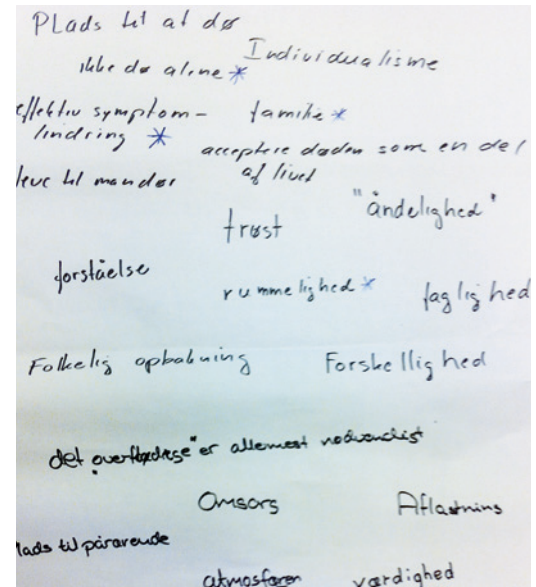 Plads til at dø
Individualisme
ikke dø alene *
effektiv symptom-
lindring *
familie *
acceptere døden som en del
af livet
leve til man dør
"åndelighed"
trøst
forståelse
rummelighed *
faglighed
Folkelig opbakning
Forskellighed
det "overflødige" er allermest nødvendigt
Omsorg
Aflastning
lads til pårørende
atmosfæren
værdighed